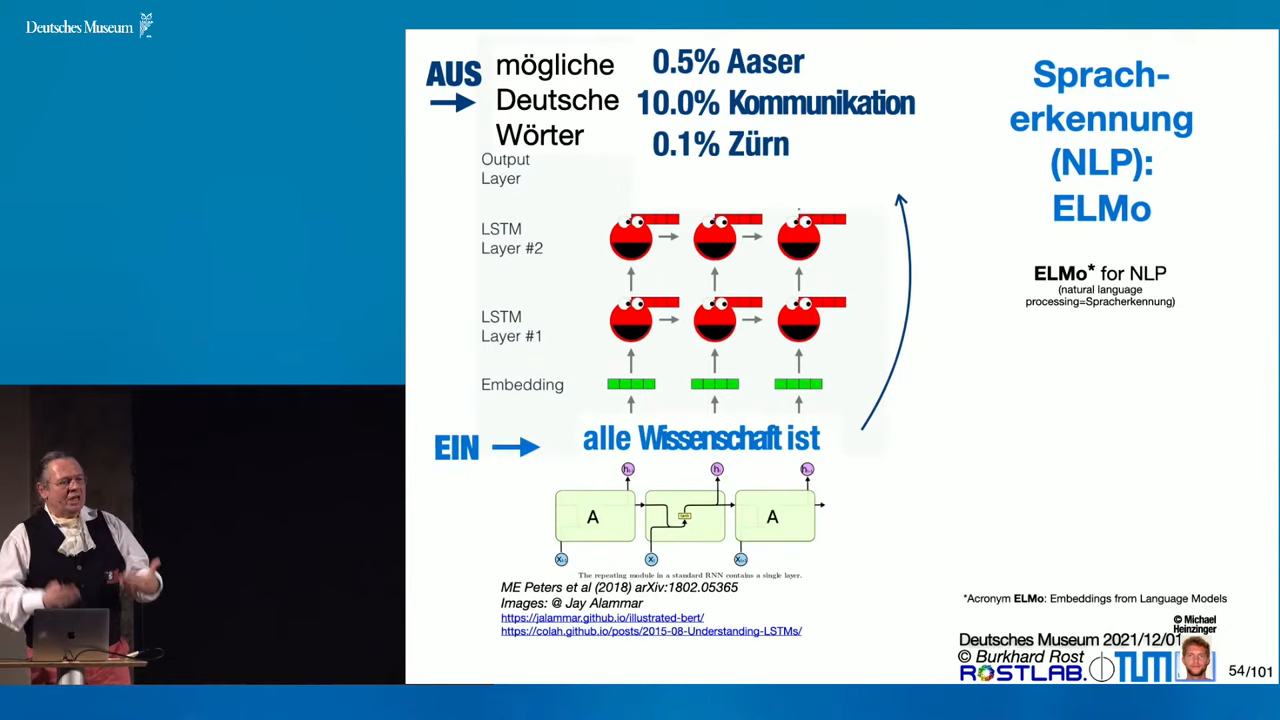 Deutsches Museum
AUS
mögliche
Deutsche
Wörter
0.5% Aaser
10.0% Kommunikation
0.1% Zürn
Sprach-
erkennung
(NLP):
ELMo
ELMo* for NLP
(natural language
processing=Spracherkennung)
Output
Layer
LSTM
Layer #2
LSTM
Layer #1
Embedding
EIN
alle Wissenschaft ist
A
A
The repeating module in a standard RNN contains a single layer.
ME Peters et al (2018) arXiv:1802.05365
Images: @ Jay Alammar
https://jalammar.github.io/illustrated-bert/
https://colah.github.io/posts/2015-08-Understanding-LSTMs/
*Acronym ELMo: Embeddings from Language Models
© Michael
Heinzinger
Deutsches Museum 2021/12/01
© Burkhard Rost
ROSTLAB.
TUM
54/101